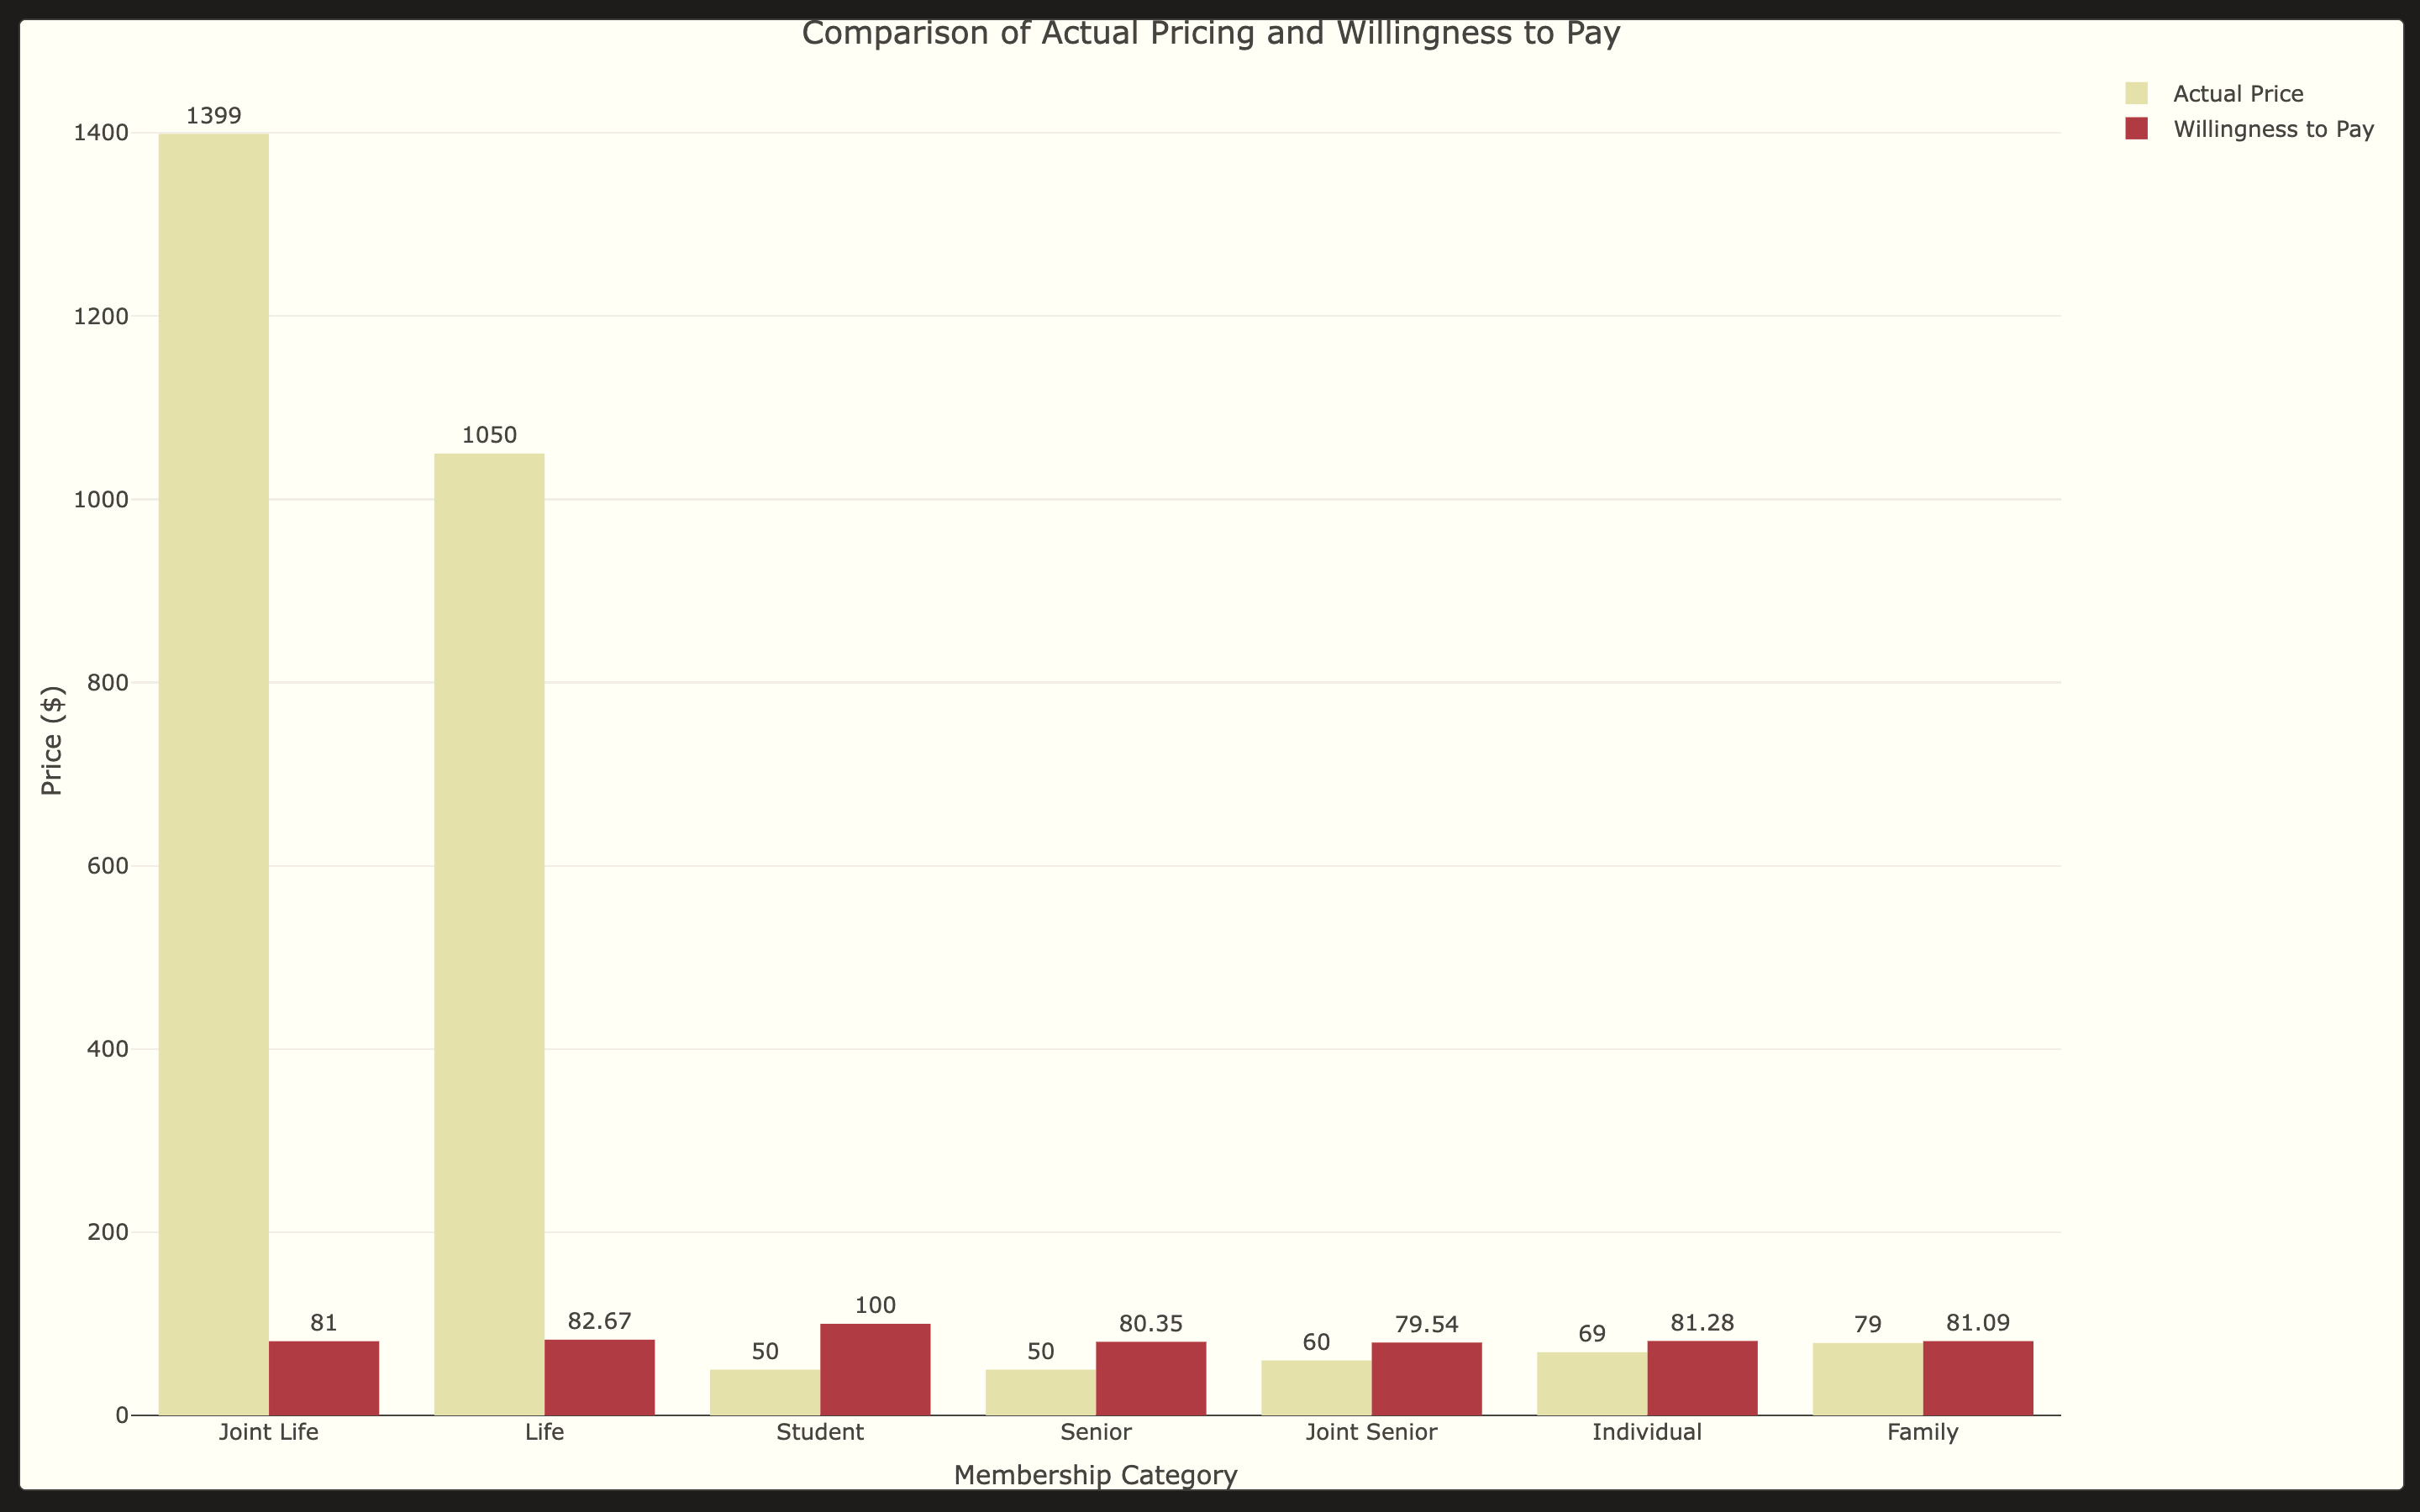 Comparison of Actual Pricing and Willingness to Pay
Actual Price
Willingness to Pay
Price ($)
1400
1200
1000
800
600
400
200
0
1399
81
1050
82.67
50
100
50
80.35
60
79.54
69
81.28
79
81.09
Joint Life
Life
Student
Senior
Joint Senior
Individual
Family
Membership Category